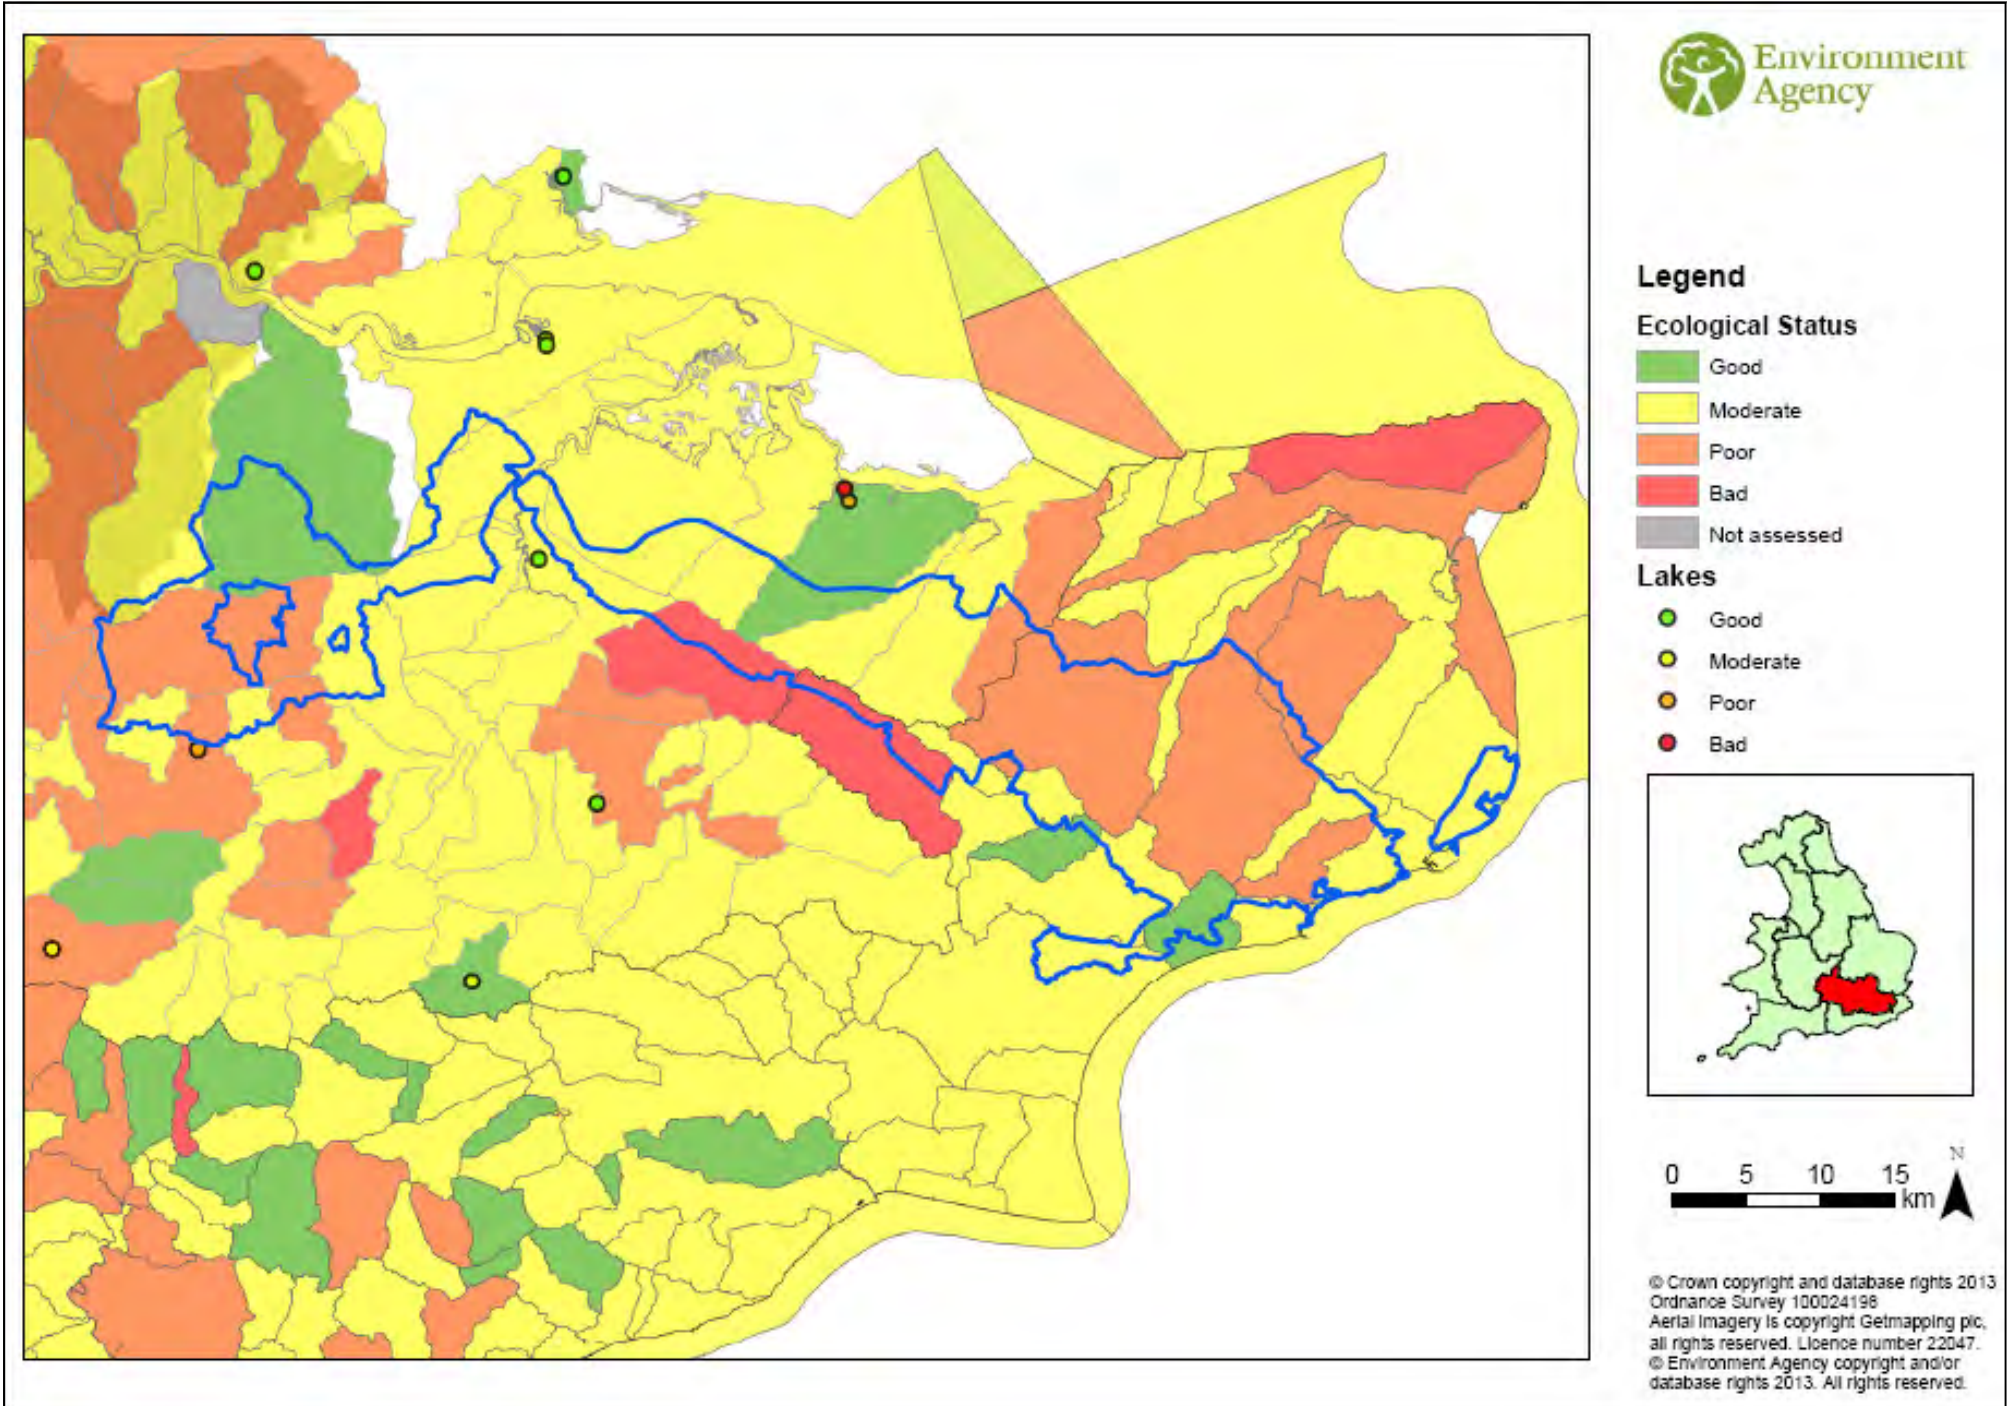 Environment
Agency
Legend
Ecological Status
Good
Moderate
Poor
Bad
Not assessed
Lakes
Good
Moderate
Poor
Bad
N
0 5 10 15
km
© Crown copyright and database rights 2013
Ordnance Survey 100024198
Aerial imagery is copyright Getmapping plc,
all rights reserved. Licence number 22047.
© Environment Agency copyright and/or
database rights 2013. All rights reserved.